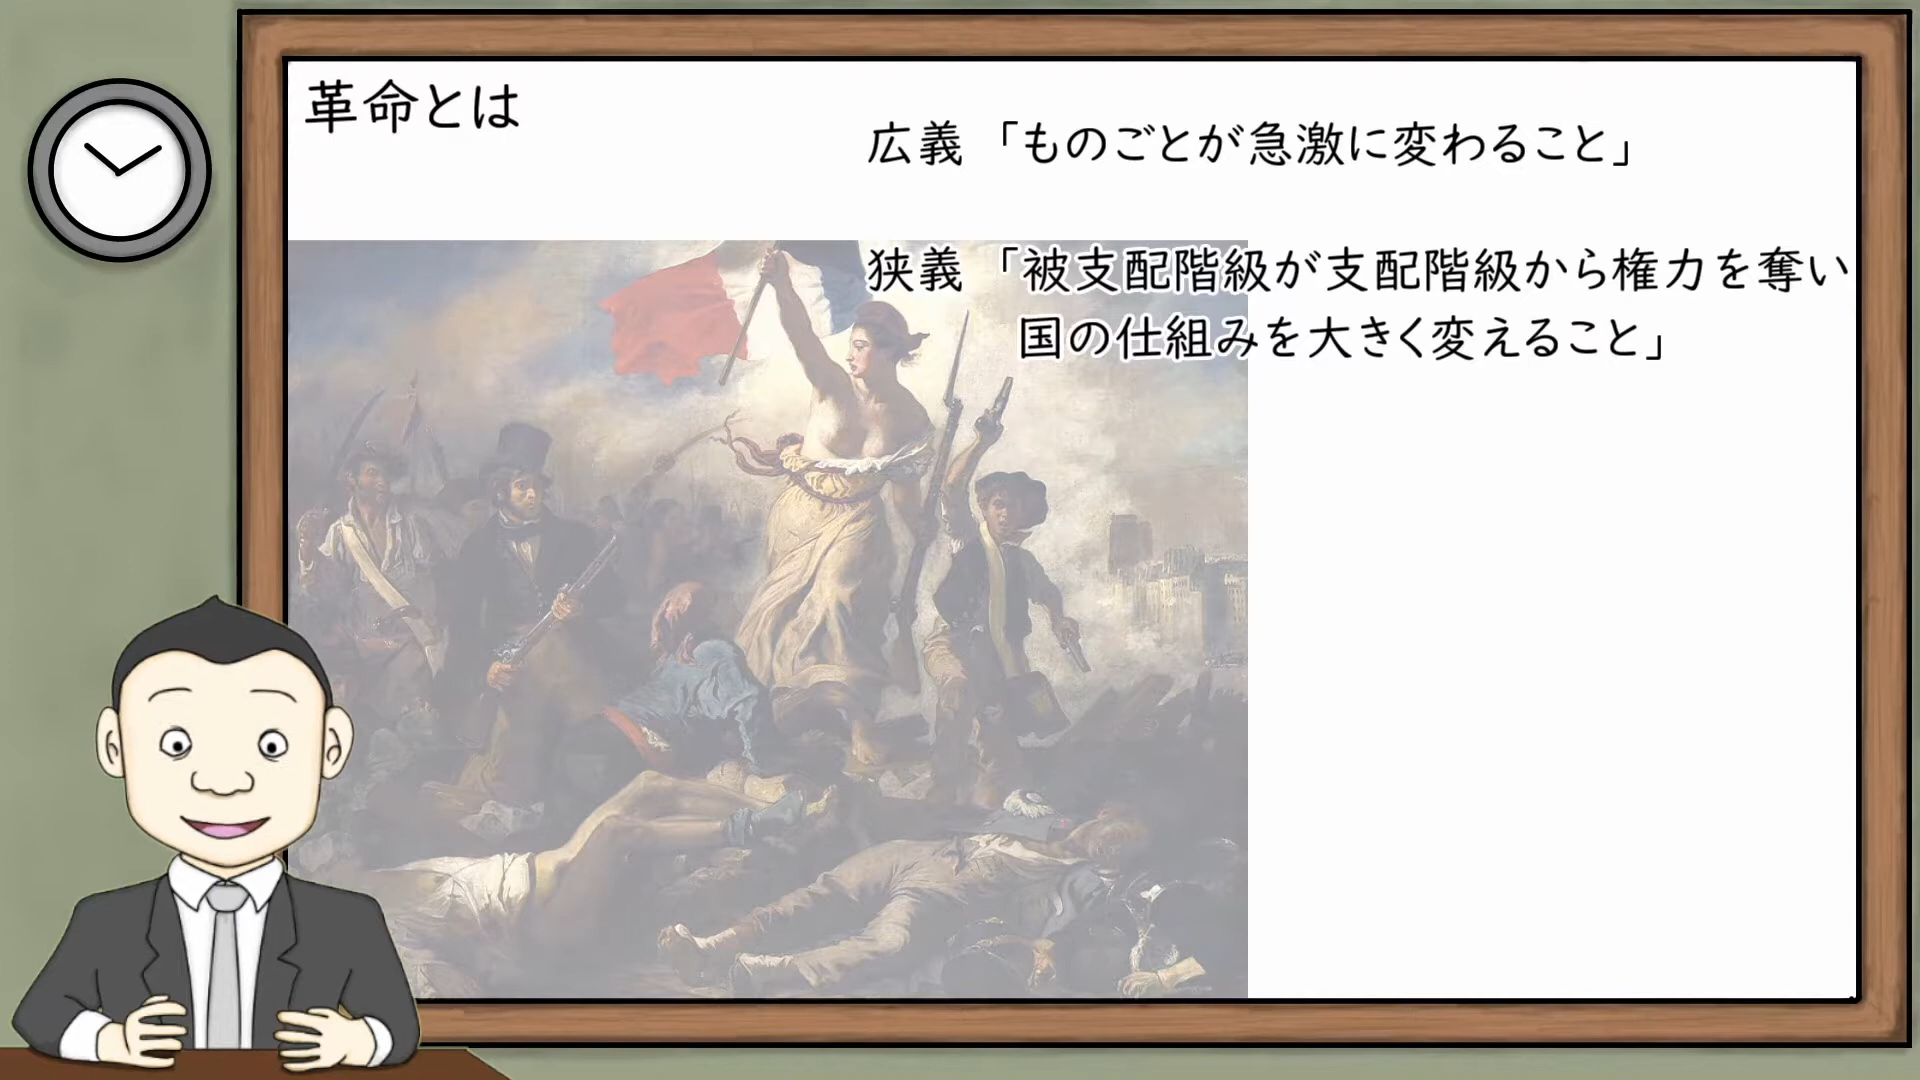 革命とは
広義 「ものごとが急激に変わること」
狭義 「被支配階級が支配階級から権力を奪い
国の仕組みを大きく変えること」